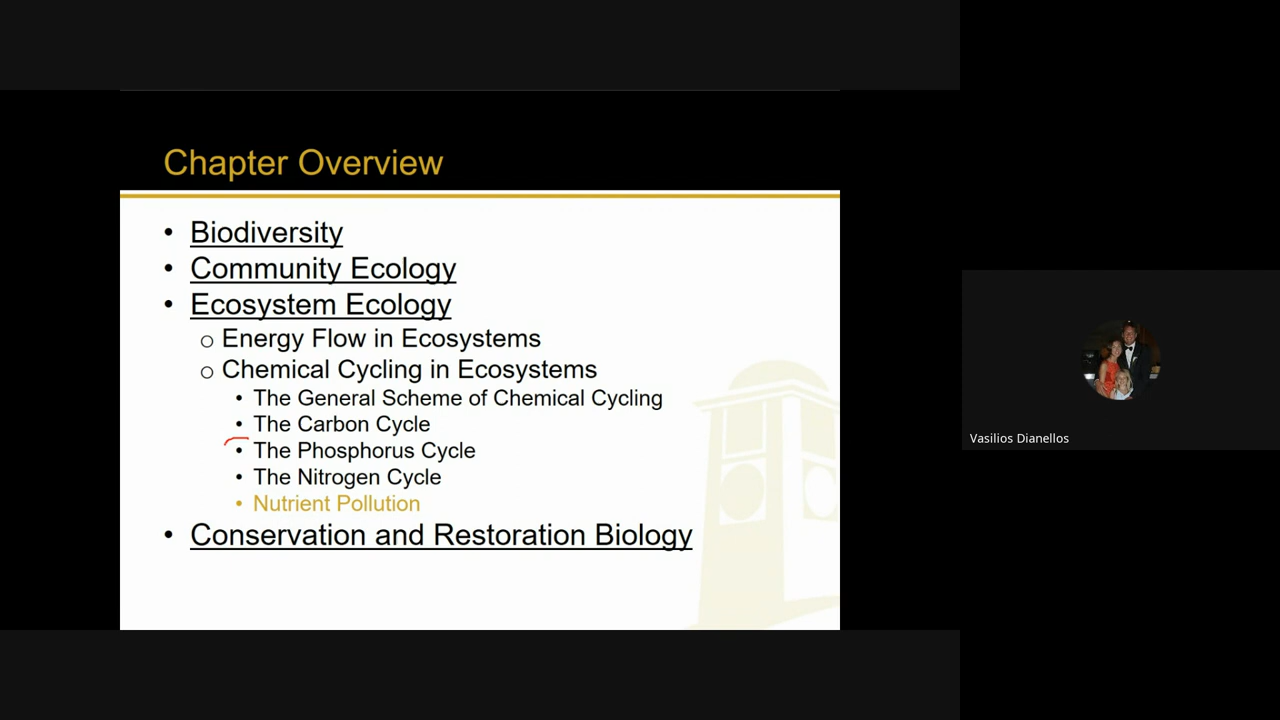 Chapter Overview
• Biodiversity
• Community Ecology
• Ecosystem Ecology
o Energy Flow in Ecosystems
o Chemical Cycling in Ecosystems
• The General Scheme of Chemical Cycling
• The Carbon Cycle
• The Phosphorus Cycle
• The Nitrogen Cycle
• Nutrient Pollution
• Conservation and Restoration Biology
Vasilios Dianellos